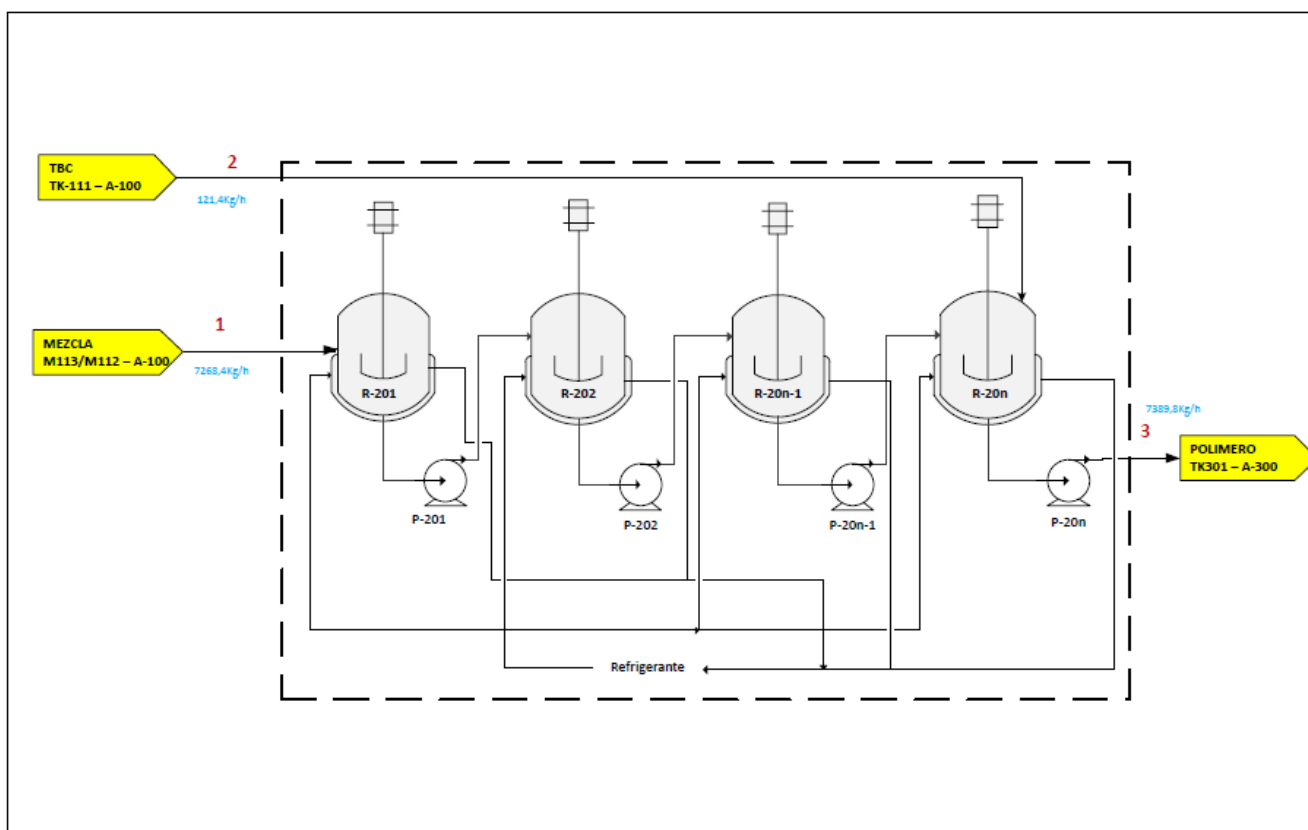 TBC
TK-111 – A-100
2
121,4Kg/h
1
MEZCLA
M113/M112 – A-100
7268,4Kg/h
R-201
R-202
R-20n-1
R-20n
7389,8Kg/h
3
POLIMERO
TK301 – A-300
P-201
P-202
P-20n-1
P-20n
Refrigerante